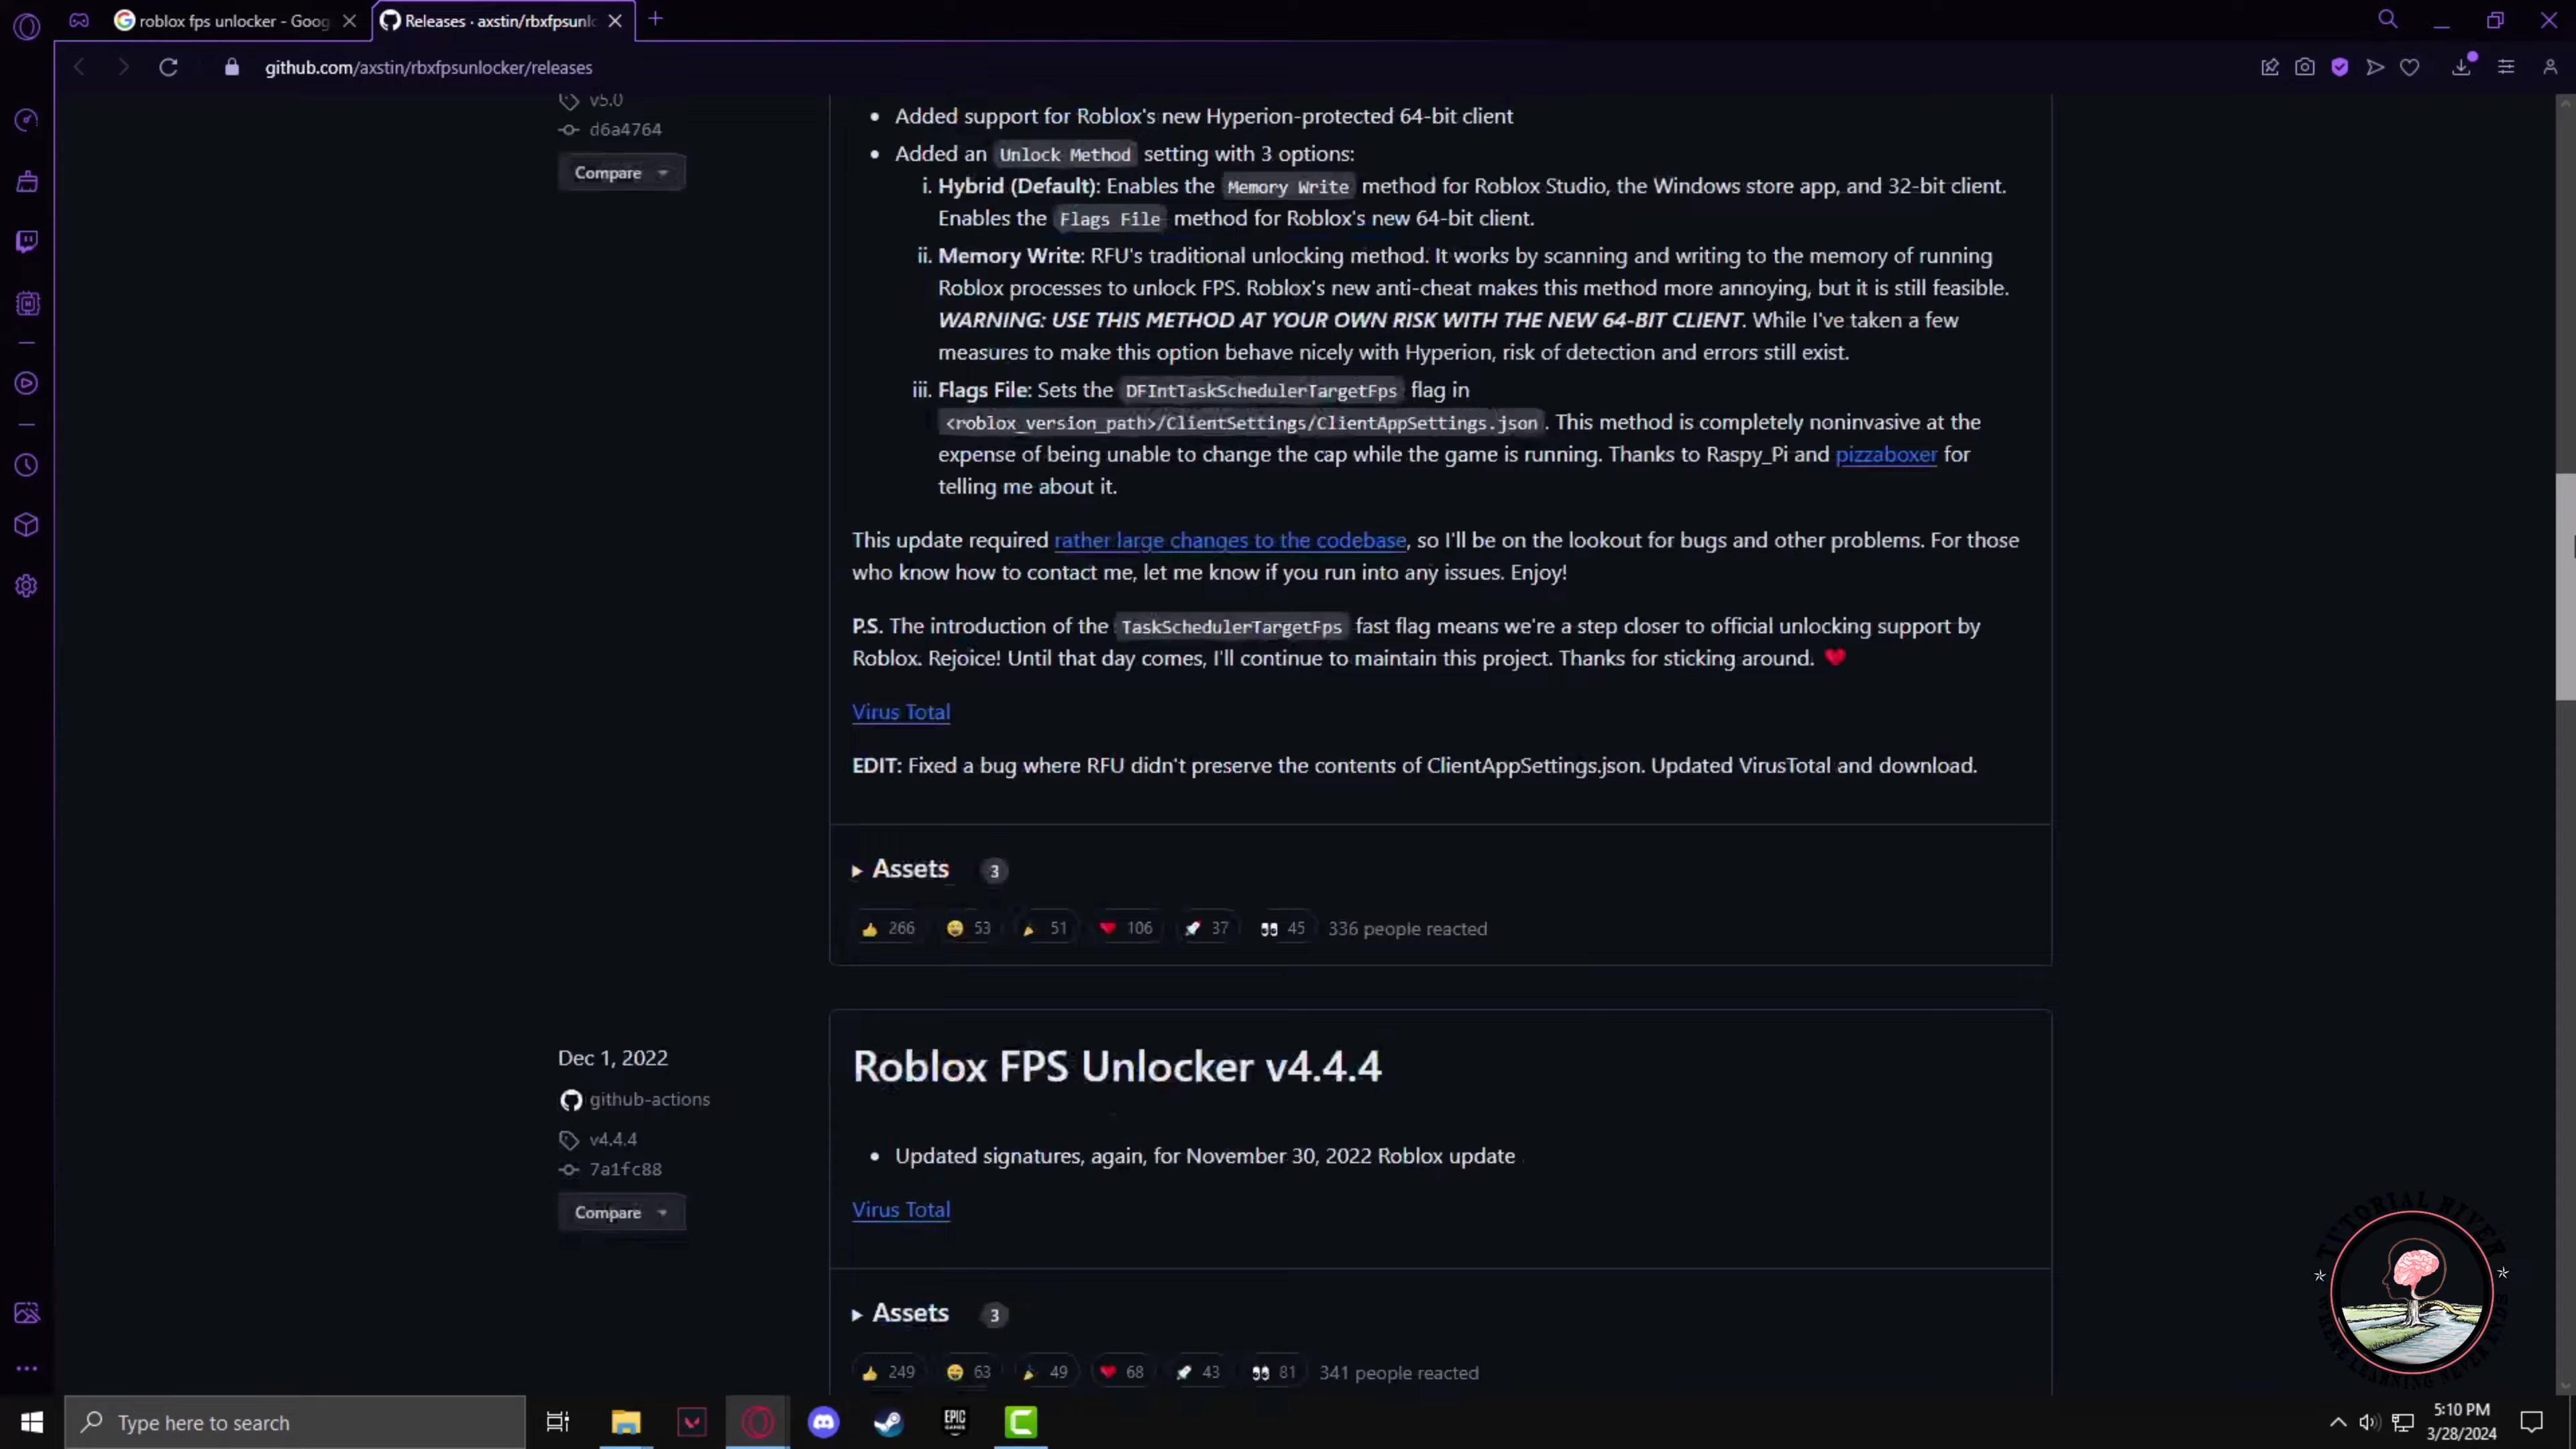 roblox fps unlocker - Goog
Releases · axstin/rbxfpsunlo
github.com/axstin/rbxfpsunlocker/releases
v5.0
d6a4764
Compare
• Added support for Roblox's new Hyperion-protected 64-bit client
• Added an Unlock Method setting with 3 options:
i. Hybrid (Default): Enables the Memory Write method for Roblox Studio, the Windows store app, and 32-bit client.
Enables the Flags File method for Roblox's new 64-bit client.
ii. Memory Write: RFU's traditional unlocking method. It works by scanning and writing to the memory of running
Roblox processes to unlock FPS. Roblox's new anti-cheat makes this method more annoying, but it is still feasible.
WARNING: USE THIS METHOD AT YOUR OWN RISK WITH THE NEW 64-BIT CLIENT. While I've taken a few
measures to make this option behave nicely with Hyperion, risk of detection and errors still exist.
iii. Flags File: Sets the DFIntTaskSchedulerTargetFps flag in
<roblox_version_path>/ClientSettings/ClientAppSettings.json. This method is completely noninvasive at the
expense of being unable to change the cap while the game is running. Thanks to Raspy_Pi and pizzaboxer for
telling me about it.
This update required rather large changes to the codebase, so I'll be on the lookout for bugs and other problems. For those
who know how to contact me, let me know if you run into any issues. Enjoy!
P.S. The introduction of the TaskSchedulerTargetFps fast flag means we're a step closer to official unlocking support by
Roblox. Rejoice! Until that day comes, I'll continue to maintain this project. Thanks for sticking around. ❤️
Virus Total
EDIT: Fixed a bug where RFU didn't preserve the contents of ClientAppSettings.json. Updated VirusTotal and download.
Assets 3
266 53 51 106 37 45 336 people reacted
Dec 1, 2022
github-actions
v4.4.4
7a1fc88
Compare
Roblox FPS Unlocker v4.4.4
• Updated signatures, again, for November 30, 2022 Roblox update
Virus Total
Assets 3
249 63 49 68 43 81 341 people reacted
TUTORIAL RIVER
WHERE LEARNING NEVER ENDS
Type here to search
EPIC
GAMES
5:10 PM
3/28/2024